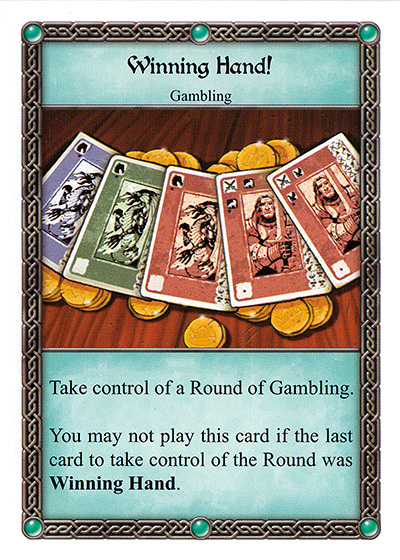 Winning Hand!
Gambling
Take control of a Round of Gambling.
You may not play this card if the last
card to take control of the Round was
Winning Hand.